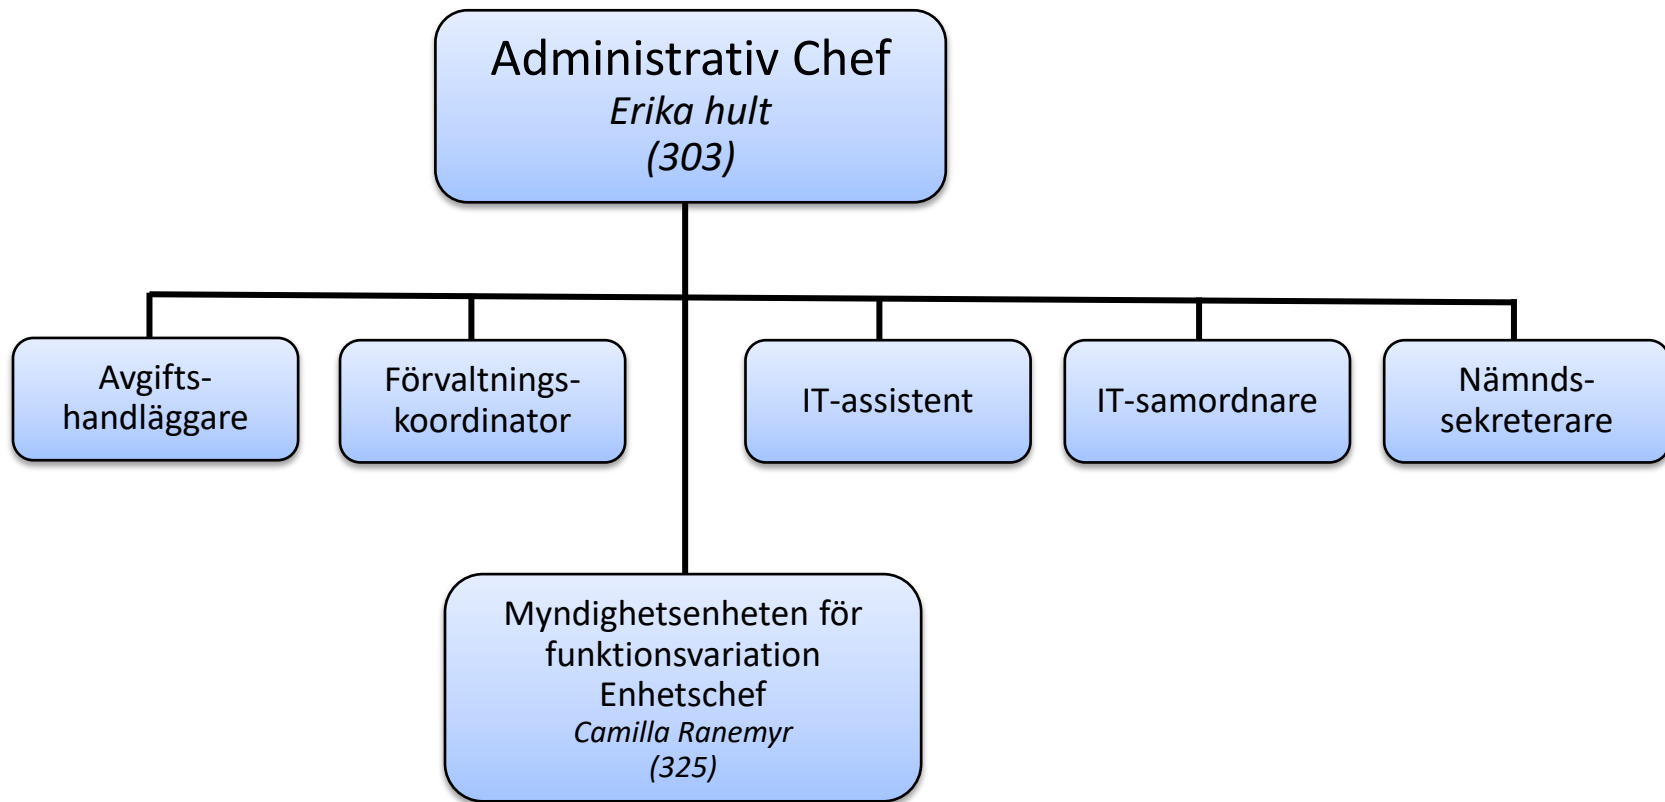 Administrativ Chef
Erika hult
(303)
Avgifts-
handläggare
Förvaltnings-
koordinator
IT-assistent
IT-samordnare
Nämnds-
sekreterare
Myndighetsenheten för
funktionsvariation
Enhetschef
Camilla Ranemyr
(325)